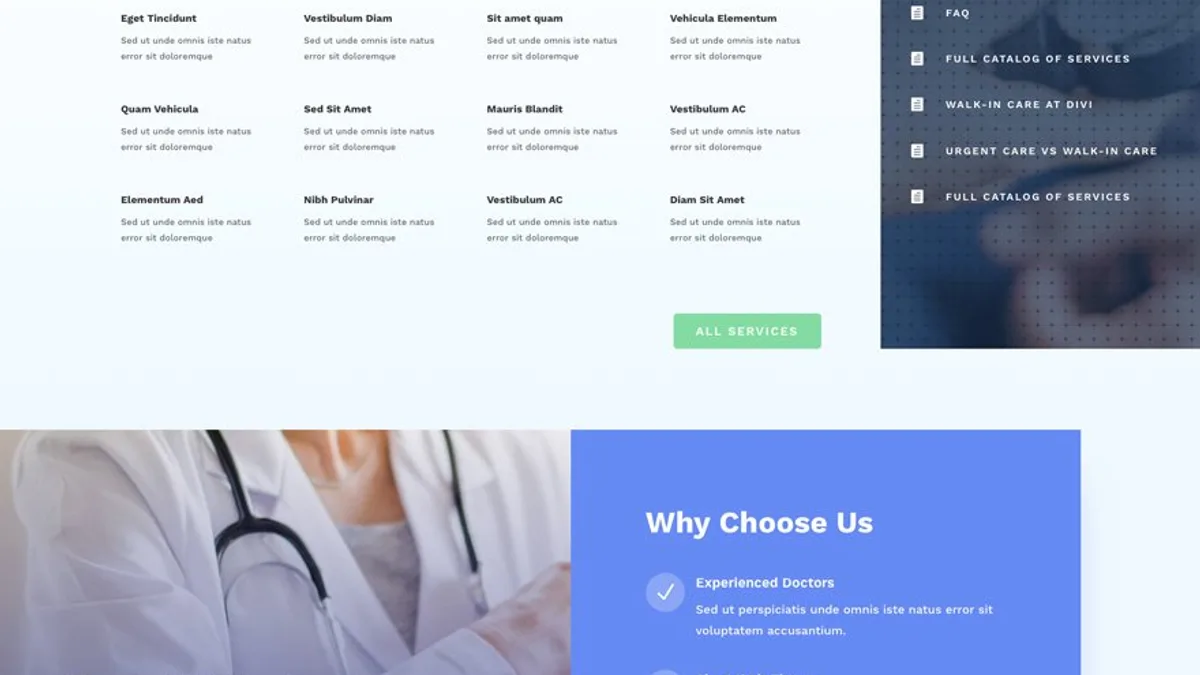 Eget Tincidunt
Sed ut unde omnis iste natus
error sit doloremque
Vestibulum Diam
Sed ut unde omnis iste natus
error sit doloremque
Sit amet quam
Sed ut unde omnis iste natus
error sit doloremque
Vehicula Elementum
Sed ut unde omnis iste natus
error sit doloremque
Quam Vehicula
Sed ut unde omnis iste natus
error sit doloremque
Sed Sit Amet
Sed ut unde omnis iste natus
error sit doloremque
Mauris Blandit
Sed ut unde omnis iste natus
error sit doloremque
Vestibulum AC
Sed ut unde omnis iste natus
error sit doloremque
Elementum Aed
Sed ut unde omnis iste natus
error sit doloremque
Nibh Pulvinar
Sed ut unde omnis iste natus
error sit doloremque
Vestibulum AC
Sed ut unde omnis iste natus
error sit doloremque
Diam Sit Amet
Sed ut unde omnis iste natus
error sit doloremque
ALL SERVICES
FAQ
FULL CATALOG OF SERVICES
WALK-IN CARE AT DIVI
URGENT CARE VS WALK-IN CARE
FULL CATALOG OF SERVICES
Why Choose Us
Experienced Doctors
Sed ut perspiciatis unde omnis iste natus error sit
voluptatem accusantium.